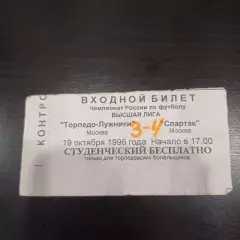 КОНТРО
ВХОДНОЙ БИЛЕТ
Чемпионат России по футболу
ВЫСШАЯ ЛИГА
"Торпедо-Лужники" 3-4 "Спартак"
Москва Москва
19 октября 1996 года Начало в 17.00
СТУДЕНЧЕСКИЙ БЕСПЛАТНО
только для торпедовских болельщиков